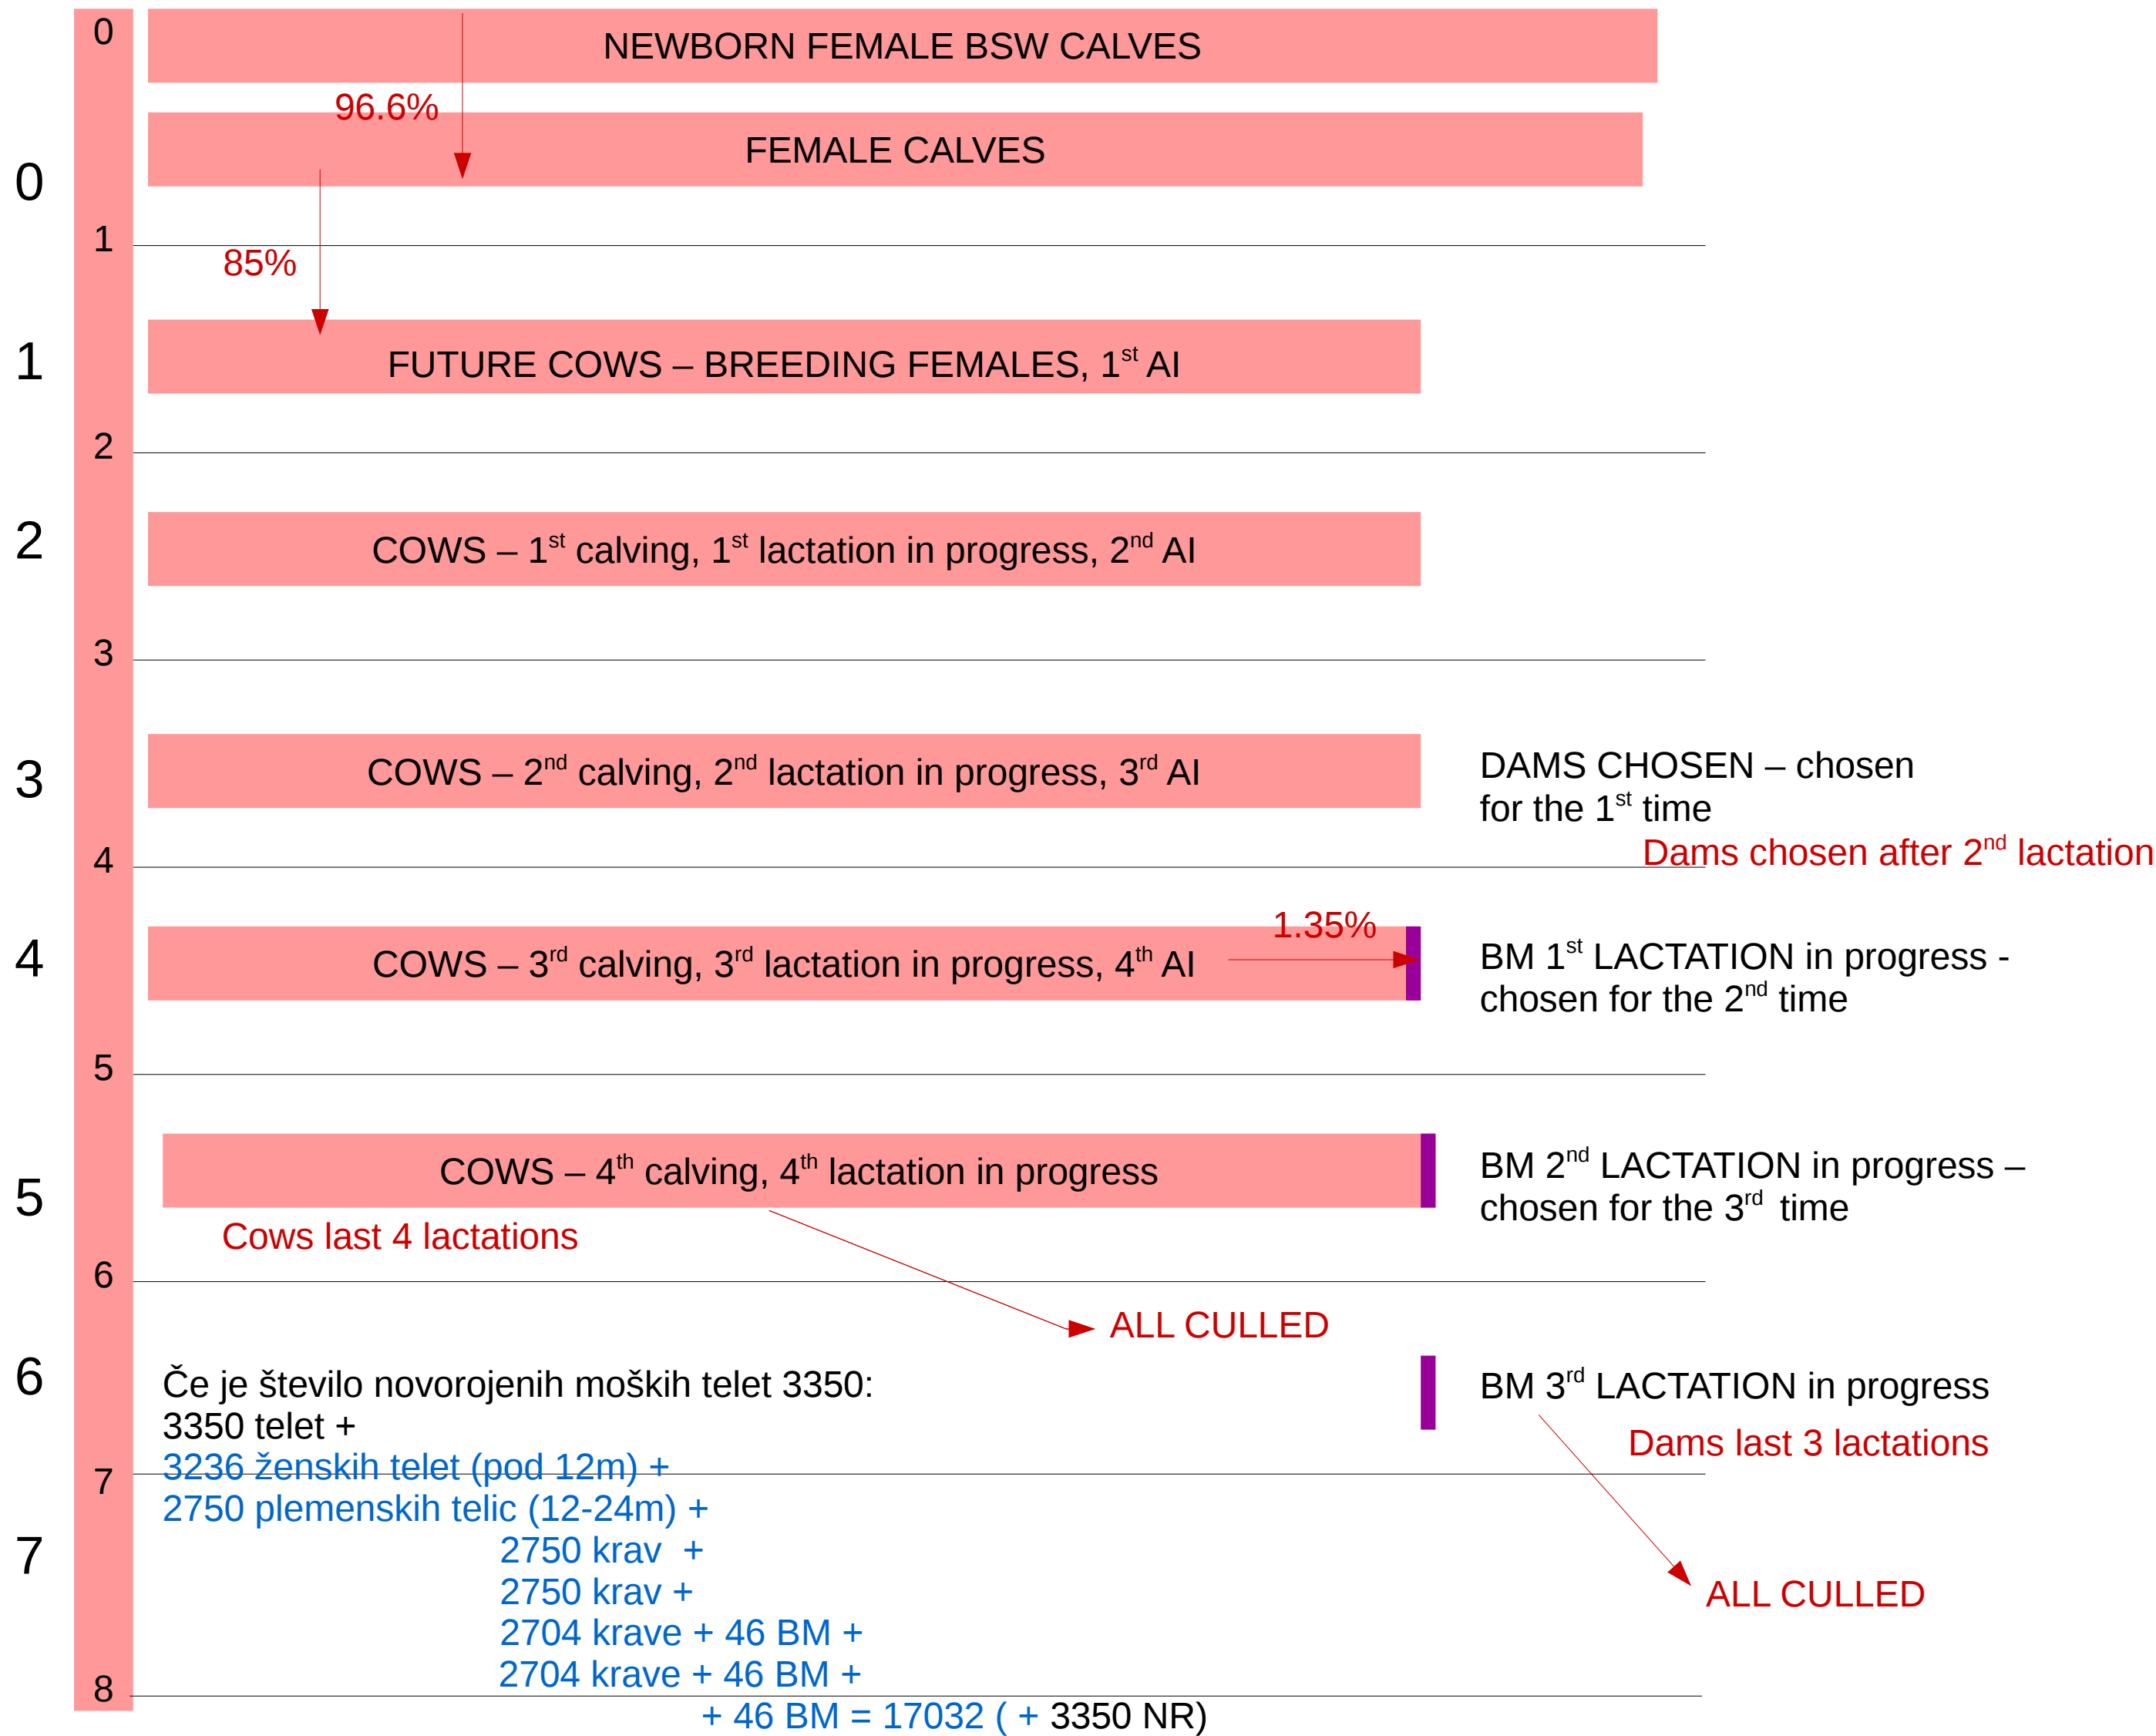 0
NEWBORN FEMALE BSW CALVES
96.6%
FEMALE CALVES
0
1
85%
FUTURE COWS – BREEDING FEMALES, 1st AI
1
2
COWS – 1st calving, 1st lactation in progress, 2nd AI
2
3
COWS – 2nd calving, 2nd lactation in progress, 3rd AI
3
DAMS CHOSEN – chosen
for the 1st time
Dams chosen after 2nd lactation
4
1.35%
COWS – 3rd calving, 3rd lactation in progress, 4th AI
4
BM 1st LACTATION in progress -
chosen for the 2nd time
5
COWS – 4th calving, 4th lactation in progress
5
BM 2nd LACTATION in progress –
chosen for the 3rd time
Cows last 4 lactations
6
ALL CULLED
6
BM 3rd LACTATION in progress
Dams last 3 lactations
Če je število novorojenih moških telet 3350:
3350 telet +
3236 ženskih telet (pod 12m) +
7
2750 plemenskih telic (12-24m) +
7
2750 krav +
2750 krav +
ALL CULLED
2704 krave + 46 BM +
2704 krave + 46 BM +
8
+ 46 BM = 17032 ( + 3350 NR)